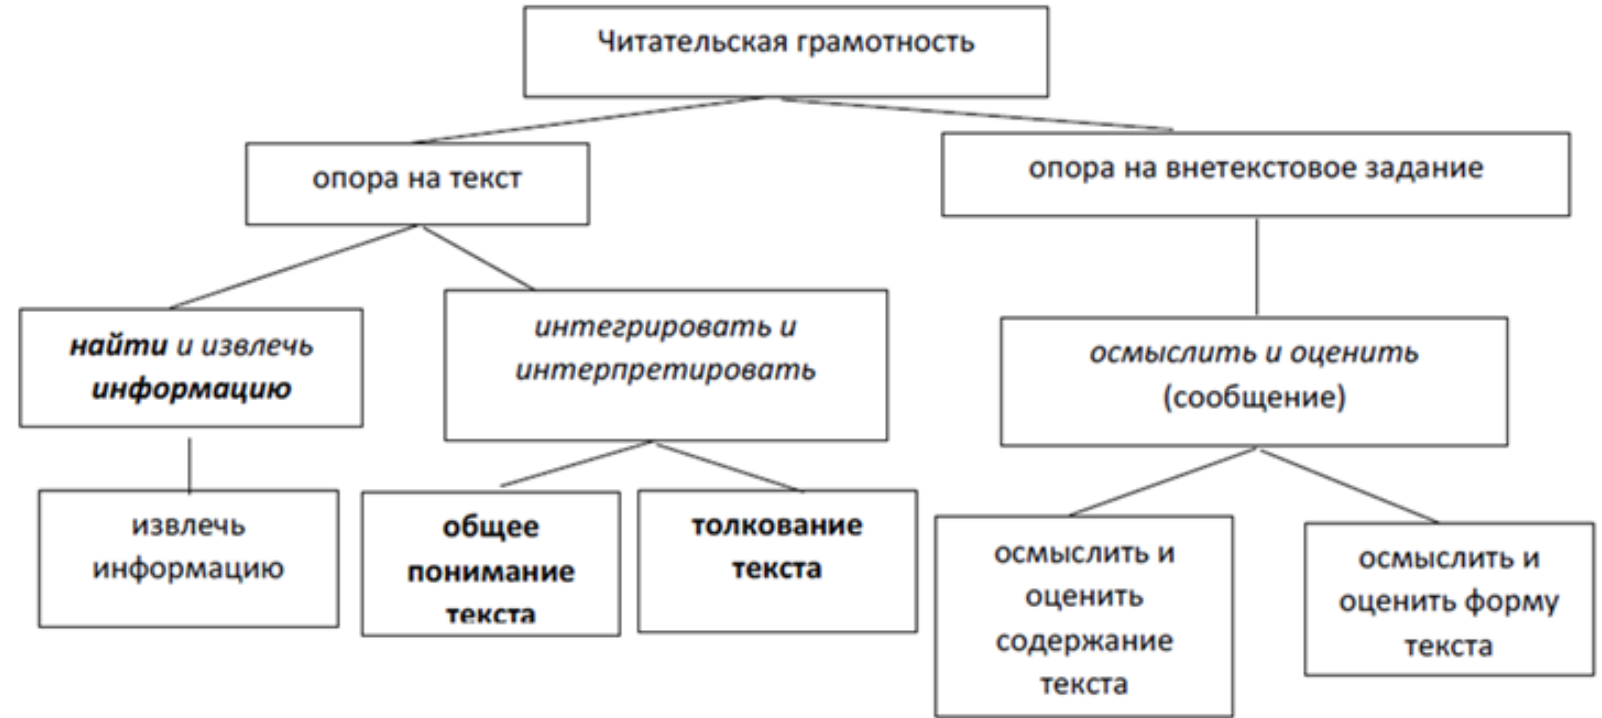 Читательская грамотность
опора на текст
опора на внетекстовое задание
найти и извлечь
информацию
интегрировать и
интерпретировать
осмыслить и оценить
(сообщение)
извлечь
информацию
общее
понимание
текста
толкование
текста
осмыслить и
оценить
содержание
текста
осмыслить и
оценить форму
текста